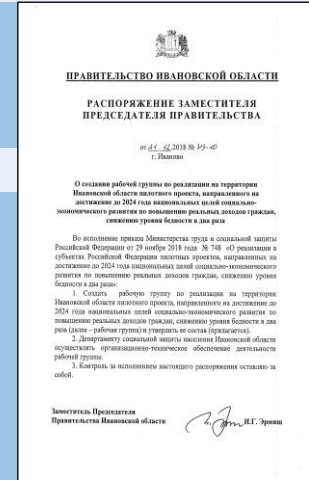 ПРАВИТЕЛЬСТВО ИВАНОВСКОЙ ОБЛАСТИ
РАСПОРЯЖЕНИЕ ЗАМЕСТИТЕЛЯ
ПРЕДСЕДАТЕЛЯ ПРАВИТЕЛЬСТВА
от 12.2018 №
г. Иваново
О создании рабочей группы по реализации на территории
Ивановской области пилотного проекта, направленного на
достижение до 2024 года национальных целей социально-
экономического развития по повышению реальных доходов граждан,
снижению уровня бедности в два раза
Во исполнение приказа Министерства труда и социальной защиты
Российской Федерации от 29 ноября 2018 года № 748 «О реализации в
субъектах Российской Федерации пилотных проектов, направленных на
достижение до 2024 года национальных целей социально-экономического
развития по повышению реальных доходов граждан, снижению уровня
бедности в два раза»:
1. Создать рабочую группу по реализации на территории
Ивановской области пилотного проекта, направленного на достижение до
2024 года национальных целей социально-экономического развития по
повышению реальных доходов граждан, снижению уровня бедности в два
раза (далее – рабочая группа) и утвердить ее состав (прилагается).
2. Департаменту социальной защиты населения Ивановской области
осуществлять организационно-техническое обеспечение деятельности
рабочей группы.
3. Контроль за исполнением настоящего распоряжения оставляю за
собой.
Заместитель Председателя
Правительства Ивановской области И.Г. Эрмиш